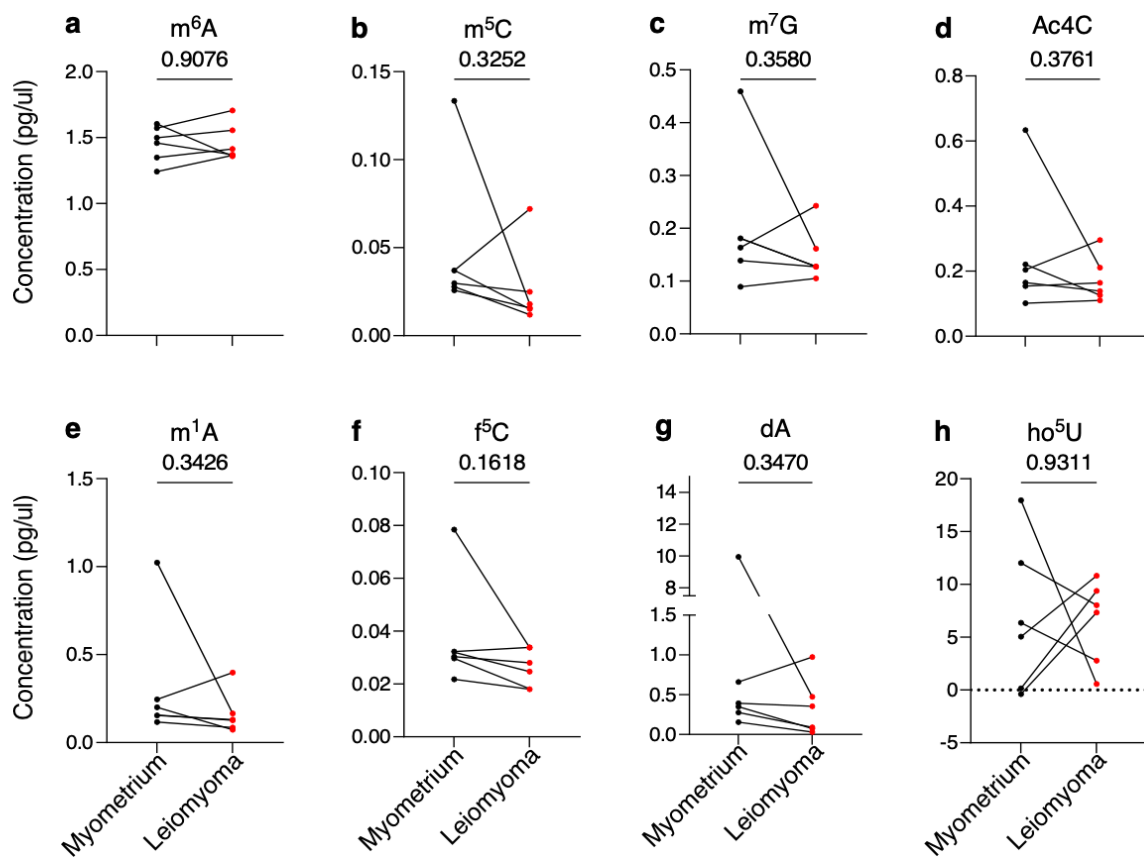 a
m⁶A
0.9076
Concentration (pg/ul)
2.0
1.5
1.0
0.5
0.0
b
m⁵C
0.3252
0.15
0.10
0.05
0.00
c
m⁷G
0.3580
0.5
0.4
0.3
0.2
0.1
0.0
d
Ac4C
0.3761
0.8
0.6
0.4
0.2
0.0
e
m¹A
0.3426
Concentration (pg/ul)
1.5
1.0
0.5
0.0
Myometrium
Leiomyoma
f
f⁵C
0.1618
0.10
0.08
0.06
0.04
0.02
0.00
Myometrium
Leiomyoma
g
dA
0.3470
14
12
10
8
1.5
1.0
0.5
0.0
Myometrium
Leiomyoma
h
ho⁵U
0.9311
20
15
10
5
0
-5
Myometrium
Leiomyoma